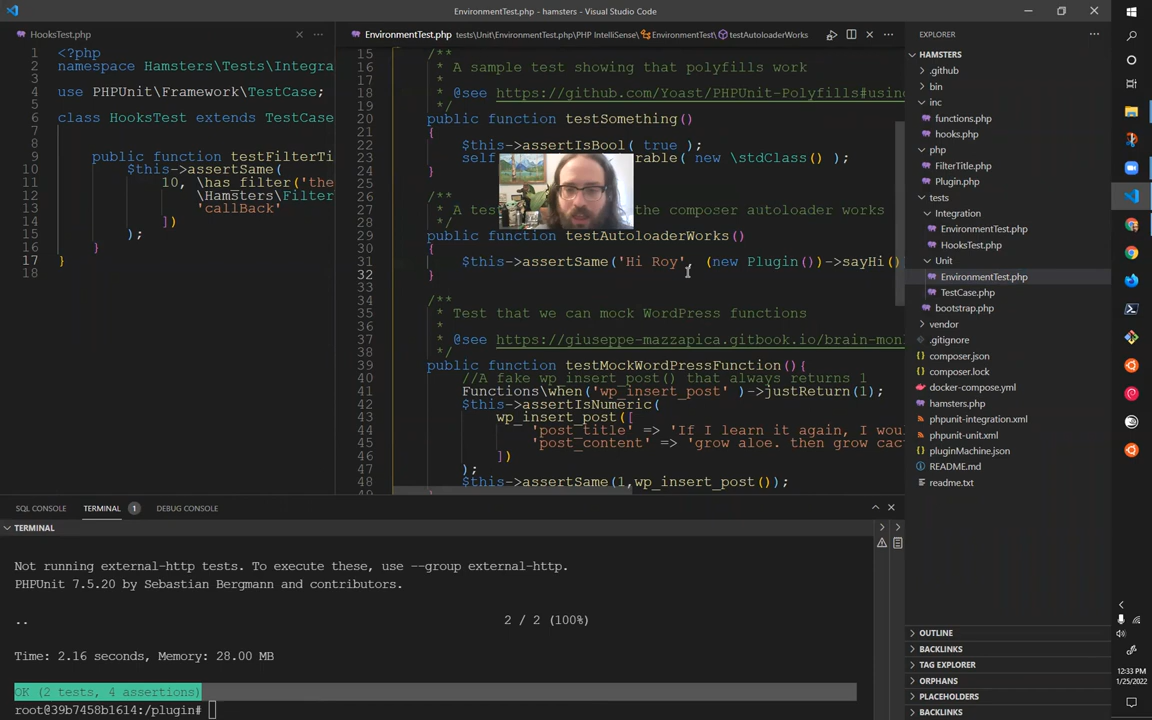 EnvironmentTest.php - hamsters - Visual Studio Code
HooksTest.php
1 <?php
2 namespace Hamsters\Tests\Integra
3
4 use PHPUnit\Framework\TestCase;
5
6 class HooksTest extends TestCase
7
8
9 public function testFilterTi
10 $this->assertSame(
11 10, \has_filter('the
12 \Hamsters\Filter
13 'callBack'
14 ])
15 );
16 }
17 }
18
EnvironmentTest.php tests\Unit\EnvironmentTest.php\PHP IntelliSense\EnvironmentTest\testAutoloaderWorks
15 /**
16 * A sample test showing that polyfills work
17 *
18 * @see https://github.com/Yoast/PHPUnit-Polyfills#usin
19 */
20 public function testSomething()
21 {
22 $this->assertIsBool( true );
23 self rable( new \stdClass() );
24 }
25
26 /**
27 * A tes the composer autoloader works
28 */
29 public function testAutoloaderWorks()
30 {
31 $this->assertSame('Hi Roy', (new Plugin())->sayHi()
32 }
33
34 /**
35 * Test that we can mock WordPress functions
36 *
37 * @see https://giuseppe-mazzapica.gitbook.io/brain-mon
38 */
39 public function testMockWordPressFunction(){
40 //A fake wp_insert_post() that always returns 1
41 Functions\when('wp_insert_post' )->justReturn(1);
42 $this->assertIsNumeric(
43 wp_insert_post([
44 'post_title' => 'If I learn it again, I wou
45 'post_content' => 'grow aloe. then grow cac
46 ])
47 );
48 $this->assertSame(1,wp_insert_post());
49
EXPLORER
HAMSTERS
.github
bin
inc
functions.php
hooks.php
php
FilterTitle.php
Plugin.php
tests
Integration
EnvironmentTest.php
HooksTest.php
Unit
EnvironmentTest.php
TestCase.php
bootstrap.php
vendor
.gitignore
composer.json
composer.lock
docker-compose.yml
hamsters.php
phpunit-integration.xml
phpunit-unit.xml
pluginMachine.json
README.md
readme.txt
OUTLINE
BACKLINKS
TAG EXPLORER
ORPHANS
PLACEHOLDERS
BACKLINKS
SQL CONSOLE TERMINAL 1 DEBUG CONSOLE
TERMINAL
Not running external-http tests. To execute these, use --group external-http.
PHPUnit 7.5.20 by Sebastian Bergmann and contributors.
.. 2 / 2 (100%)
Time: 2.16 seconds, Memory: 28.00 MB
OK (2 tests, 4 assertions)
root@39b7458b1614:/plugin#
12:33 PM
1/25/2022